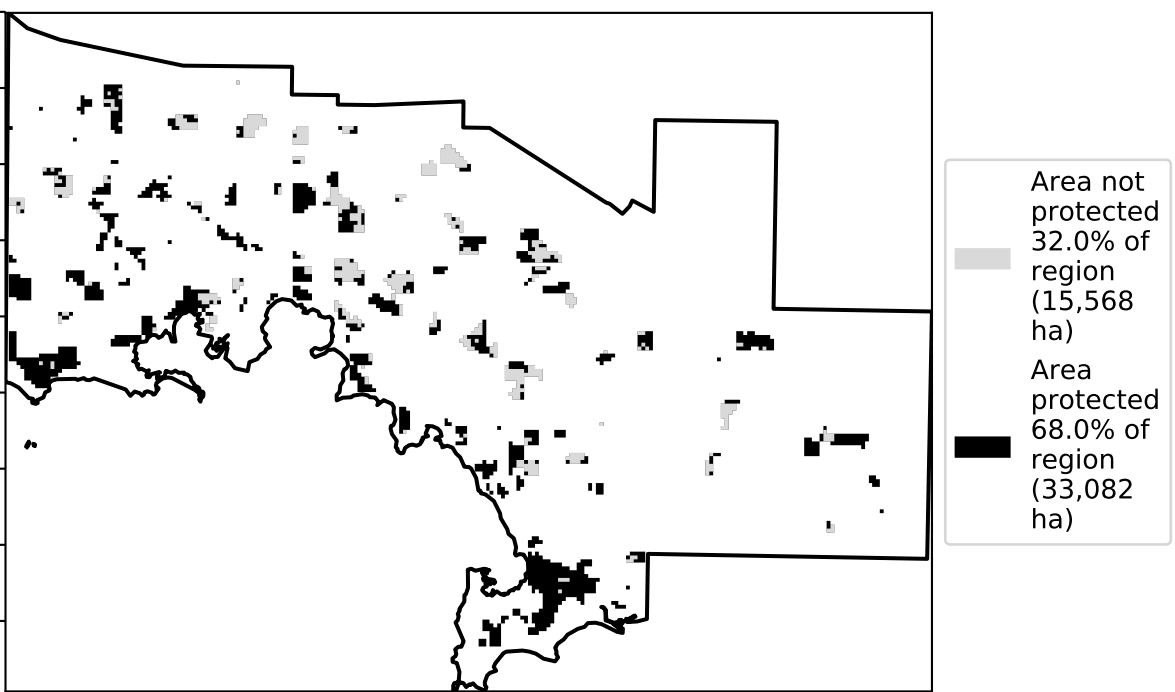 Area not
protected
32.0% of
region
(15,568
ha)
Area
protected
68.0% of
region
(33,082
ha)